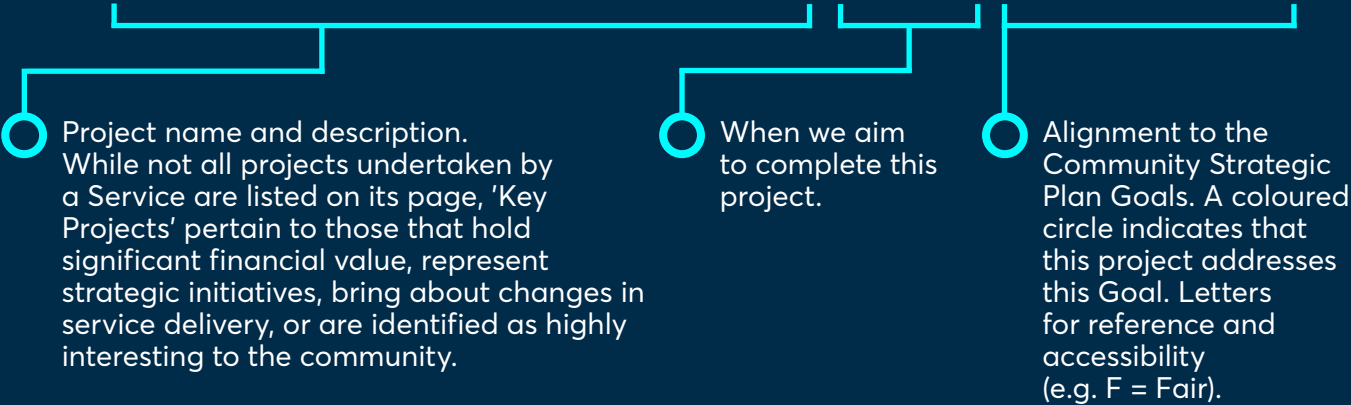 Project name and description.
While not all projects undertaken by
a Service are listed on its page, 'Key
Projects' pertain to those that hold
significant financial value, represent
strategic initiatives, bring about changes in
service delivery, or are identified as highly
interesting to the community.
When we aim
to complete this
project.
Alignment to the
Community Strategic
Plan Goals. A coloured
circle indicates that
this project addresses
this Goal. Letters
for reference and
accessibility
(e.g. F = Fair).